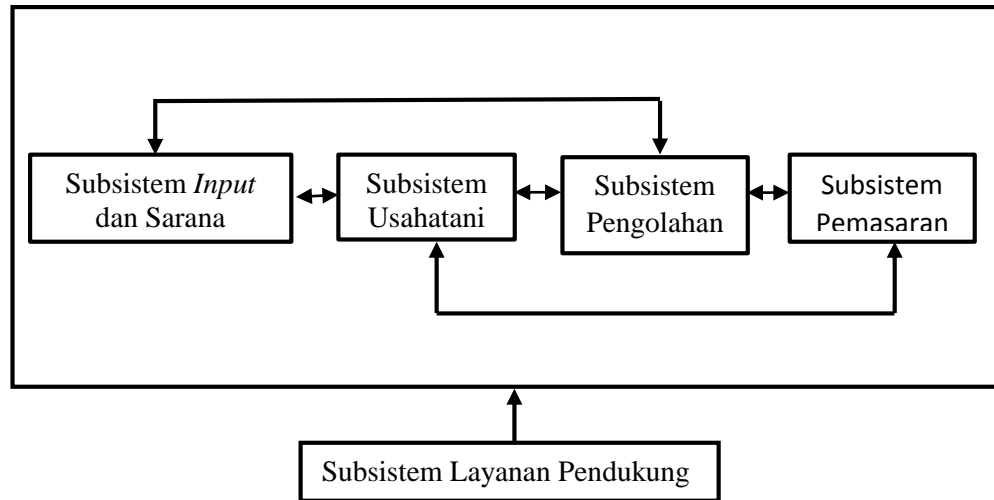 Subsistem Input
dan Sarana
Subsistem
Usahatani
Subsistem
Pengolahan
Subsistem
Pemasaran
Subsistem Layanan Pendukung